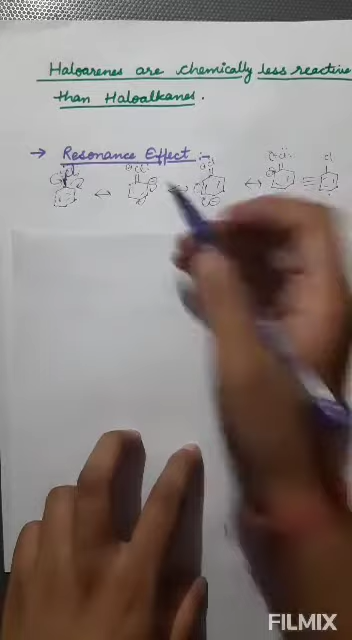 Haloarenes are chemically less reactive
than Haloalkanes.
→ Resonance Effect :-
FILMIX